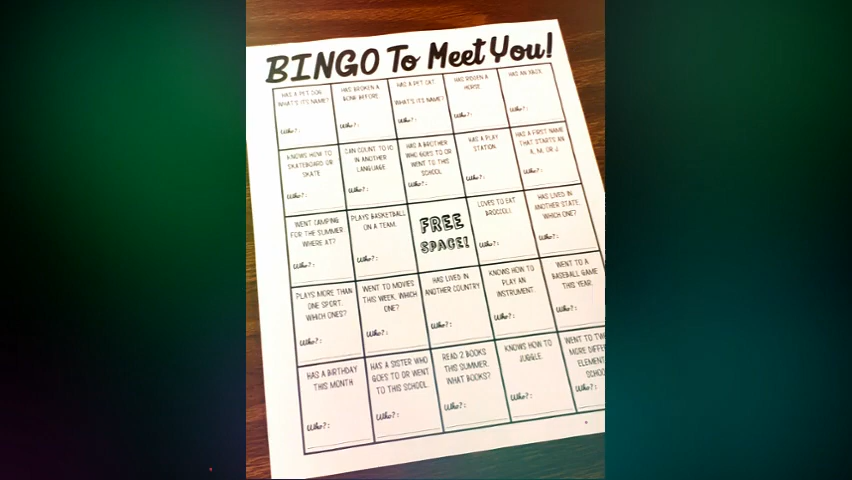 BINGO To Meet You!
HAS A PET DOG.
WHAT'S ITS NAME?
Who?:
HAS BROKEN A
BONE BEFORE.
Who?:
HAS A PET CAT.
WHAT'S ITS NAME?
Who?:
HAS RIDDEN A
HORSE.
Who?:
HAS AN XBOX.
Who?:
KNOWS HOW TO
SKATEBOARD OR
SKATE
Who?:
CAN COUNT TO 10
IN ANOTHER
LANGUAGE
Who?:
HAS A BROTHER
WHO GOES TO OR
WENT TO THIS
SCHOOL
Who?:
HAS A PLAY
STATION.
Who?:
HAS A FIRST NAME
THAT STARTS AN
A, M, OR J
Who?:
WENT CAMPING
FOR THE SUMMER
WHERE AT?
Who?:
PLAYS BASKETBALL
ON A TEAM.
Who?:
FREE
SPACE!
LOVES TO EAT
BROCCOLI.
Who?:
HAS LIVED IN
ANOTHER STATE.
WHICH ONE?
Who?:
PLAYS MORE THAN
ONE SPORT.
WHICH ONES?
Who?:
WENT TO MOVIES
THIS WEEK. WHICH
ONE?
Who?:
HAS LIVED IN
ANOTHER COUNTRY
Who?:
KNOWS HOW TO
PLAY AN
INSTRUMENT.
Who?:
WENT TO A
BASEBALL GAME
THIS YEAR.
Who?:
HAS A BIRTHDAY
THIS MONTH
Who?:
HAS A SISTER WHO
GOES TO OR WENT
TO THIS SCHOOL.
Who?:
READ 2 BOOKS
THIS SUMMER.
WHAT BOOKS?
Who?:
KNOWS HOW TO
JUGGLE.
Who?:
WENT TO
MORE
Who?: